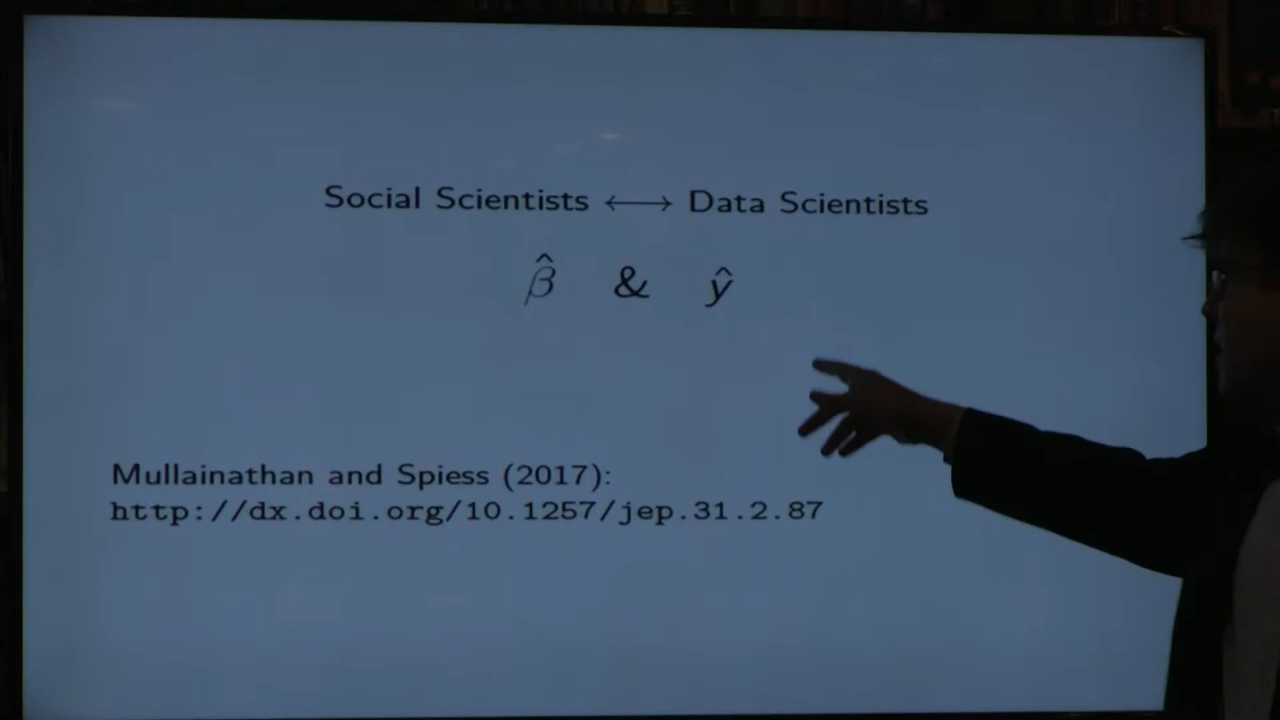 Social Scientists ⟷ Data Scientists
β̂ & ŷ
Mullainathan and Spiess (2017):
http://dx.doi.org/10.1257/jep.31.2.87